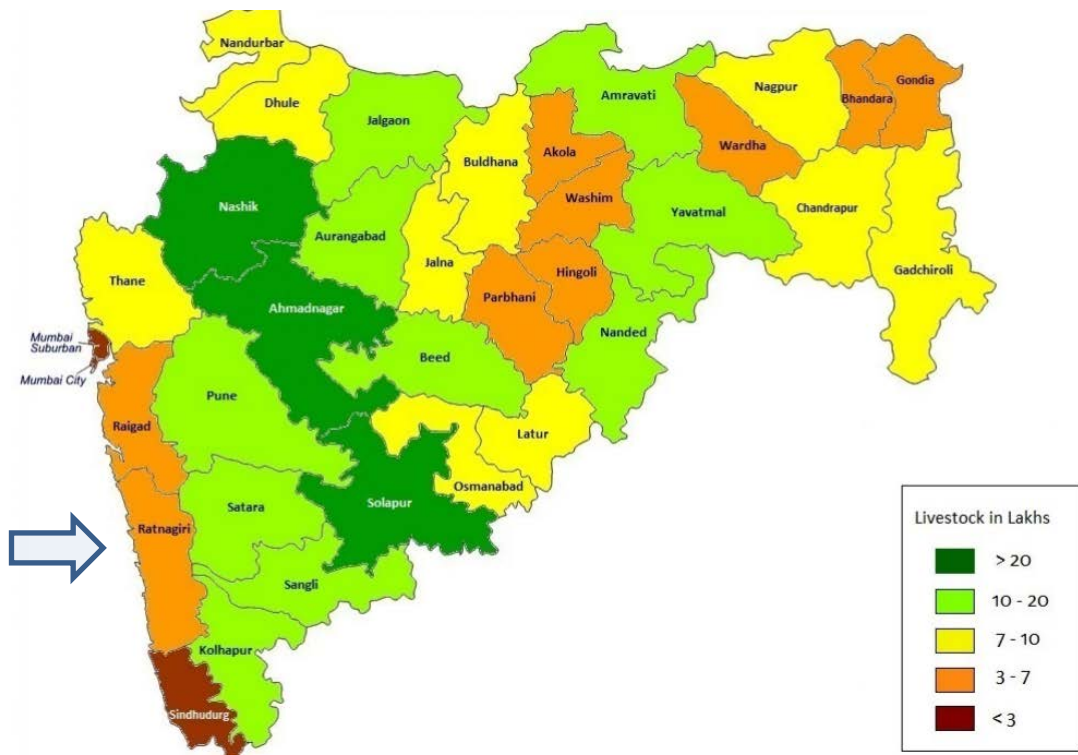 Nandurbar
Dhule
Jalgaon
Buldhana
Akola
Amravati
Wardha
Nagpur
Bhandara
Gondia
Nashik
Aurangabad
Jalna
Washim
Yavatmal
Chandrapur
Gadchiroli
Thane
Ahmadnagar
Parbhani
Hingoli
Nanded
Mumbai
Suburban
Mumbai City
Beed
Pune
Raigad
Latur
Osmanabad
Solapur
Satara
Ratnagiri
Sangli
Kolhapur
Sindhudurg
Livestock in Lakhs
> 20
10 - 20
7 - 10
3 - 7
< 3